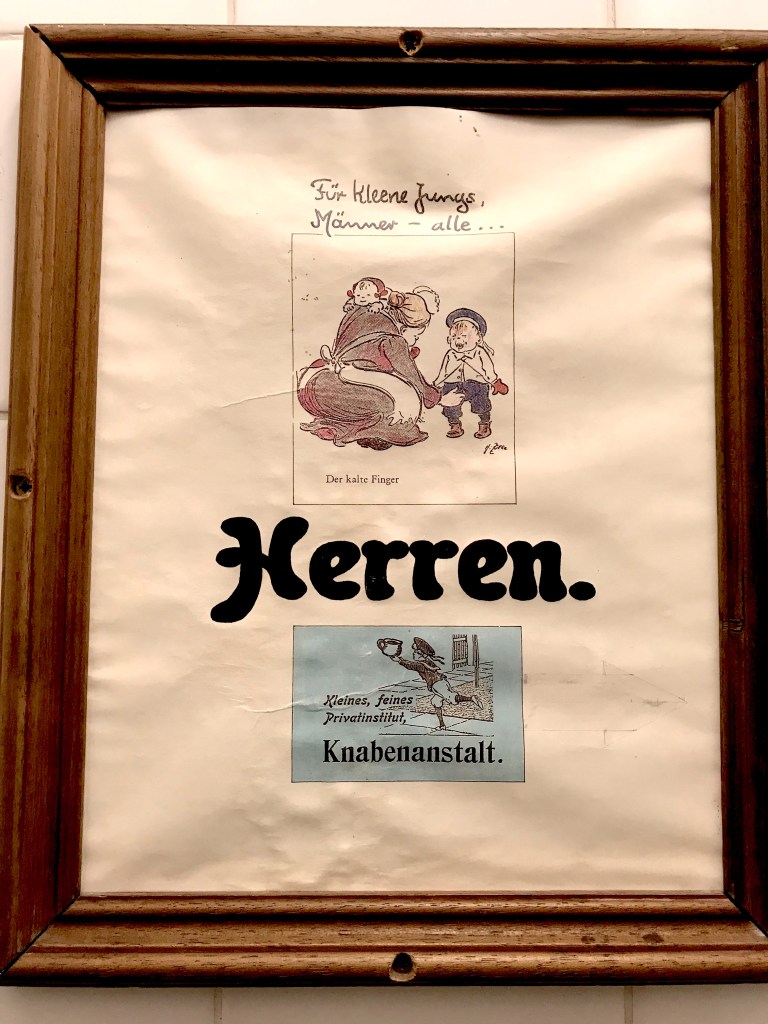 Für kleene Jungs,
Männer – alle...
Der kalte Finger
Herren.
Kleines, feines
Privatinstitut,
Knabenanstalt.